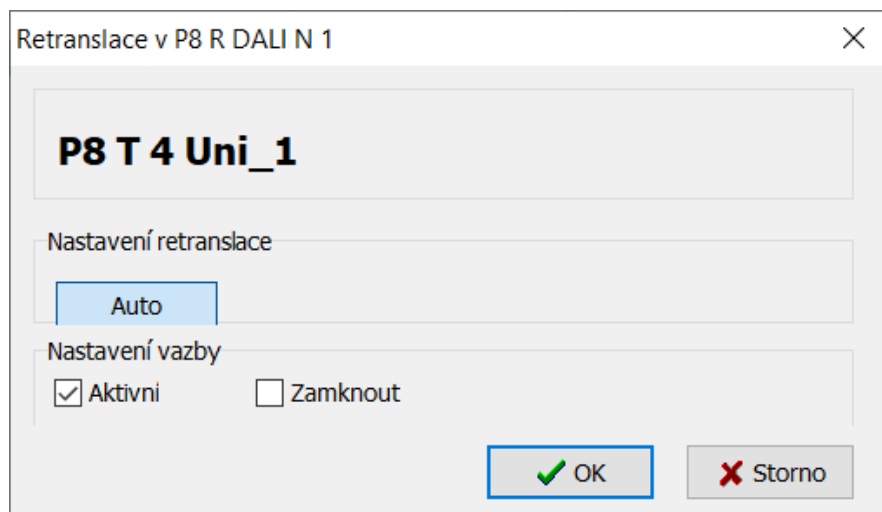 Retranslace v P8 R DALI N 1
P8 T 4 Uni_1
Nastavení retranslace
Auto
Nastavení vazby
Aktivni Zamknout
OK Storno